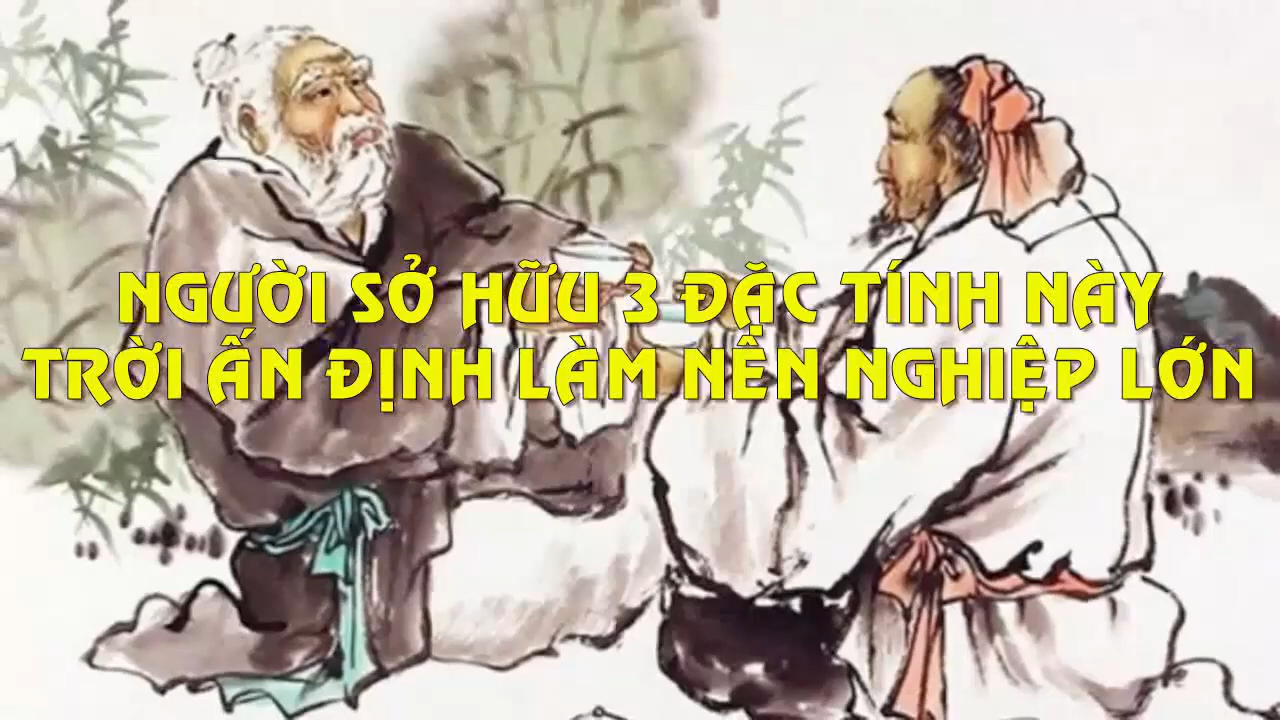 NGƯỜI SỞ HỮU 3 ĐẶC TÍNH NÀY
TRỜI ẤN ĐỊNH LÀM NÊN NGHIỆP LỚN